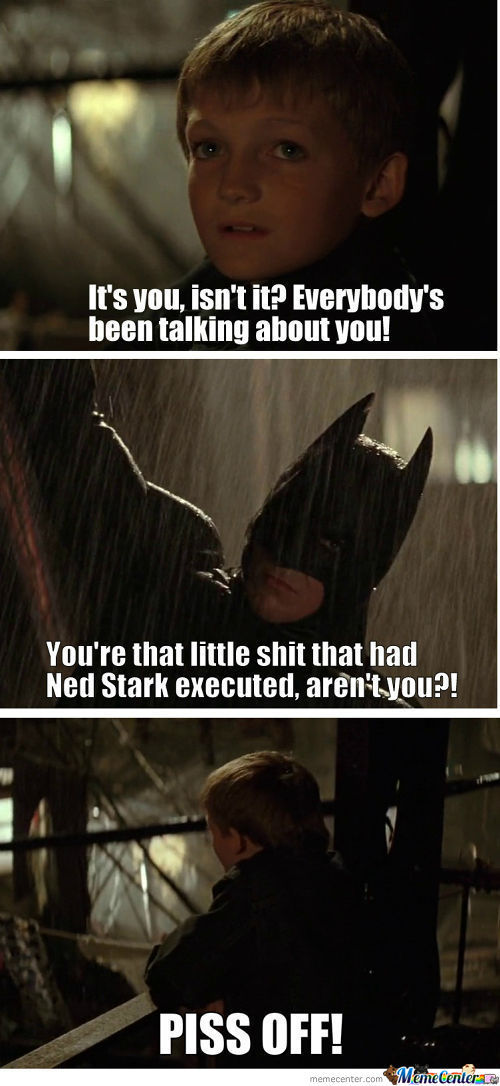 It's you, isn't it? Everybody's
been talking about you!
You're that little shit that had
Ned Stark executed, aren't you?!
PISS OFF!
memecenter.com MemeCenter